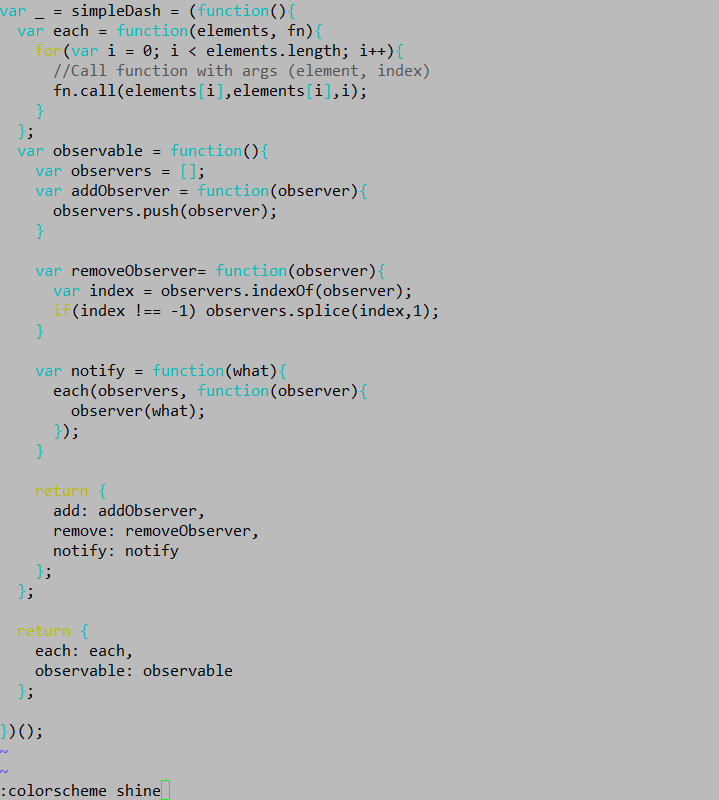 var _ = simpleDash = (function(){
  var each = function(elements, fn){
    for(var i = 0; i < elements.length; i++){
      //Call function with args (element, index)
      fn.call(elements[i],elements[i],i);
    }
  };
  var observable = function(){
    var observers = [];
    var addObserver = function(observer){
      observers.push(observer);
    }

    var removeObserver= function(observer){
      var index = observers.indexOf(observer);
      if(index !== -1) observers.splice(index,1);
    }

    var notify = function(what){
      each(observers, function(observer){
        observer(what);
      });
    }

    return {
      add: addObserver,
      remove: removeObserver,
      notify: notify
    };
  };

  return {
    each: each,
    observable: observable
  };

})();
~
~
:colorscheme shine